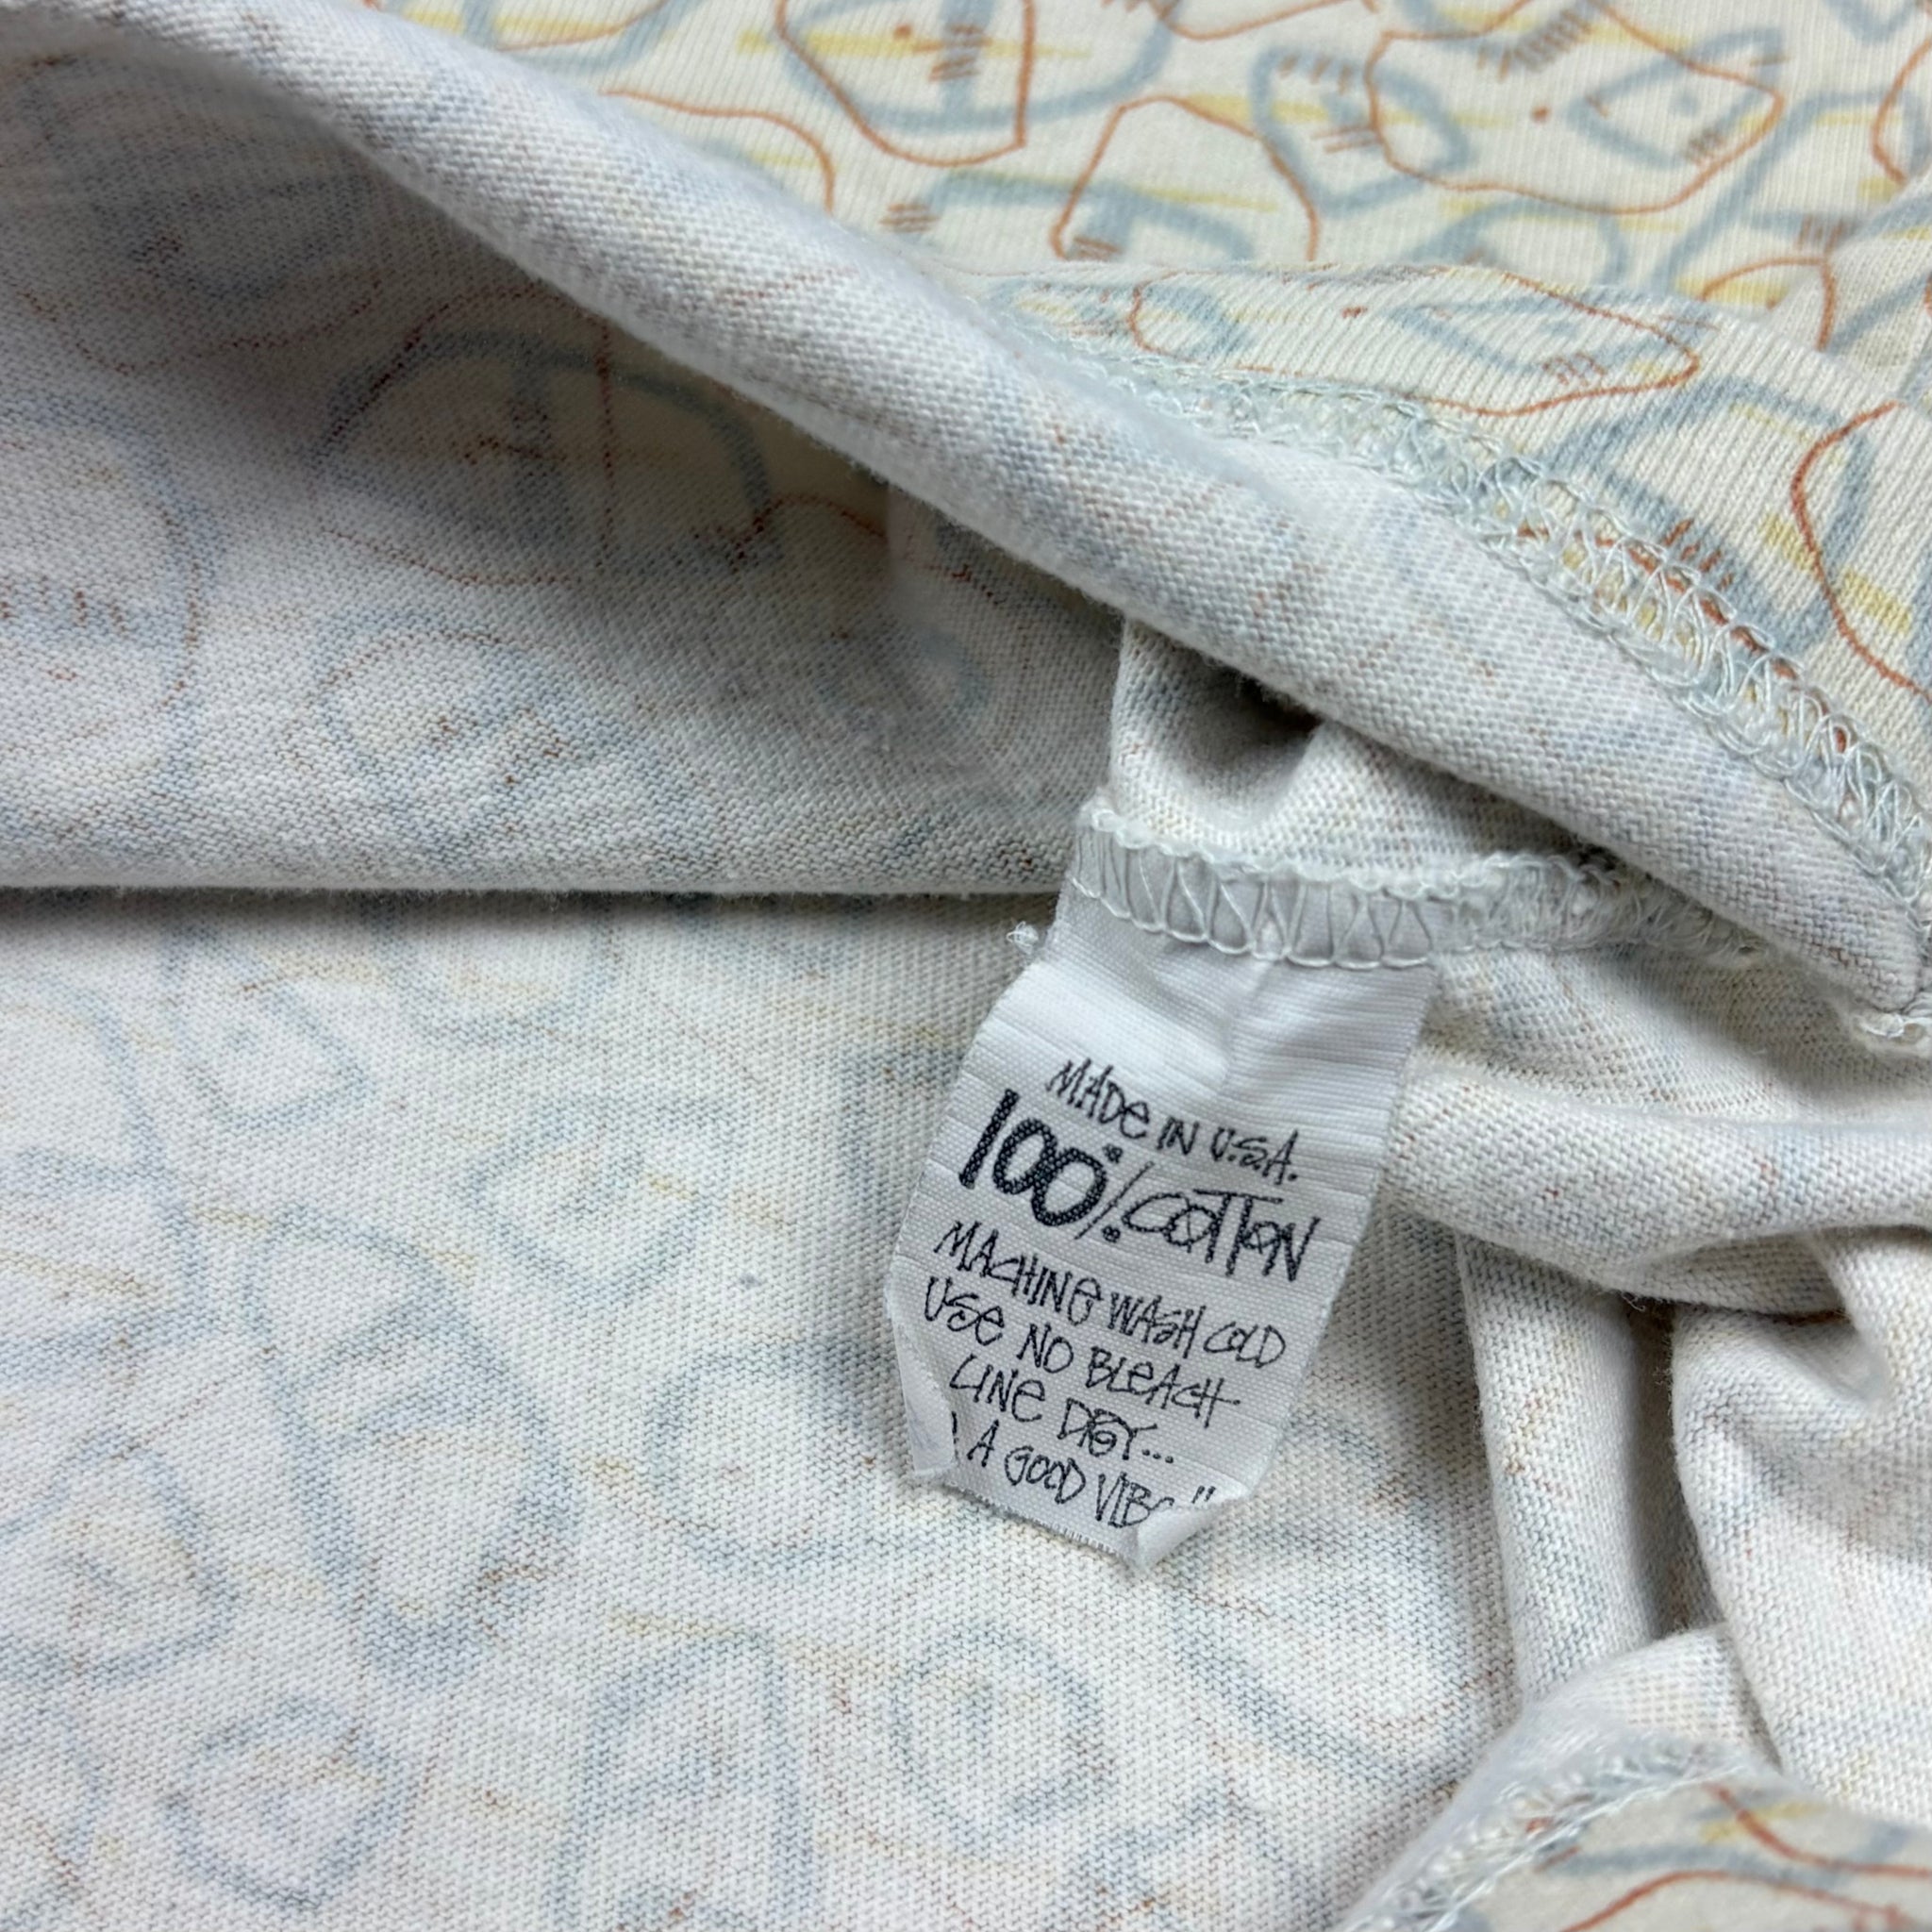 MADE IN U.S.A.
100% COTTON
MACHINE WASH COLD
USE NO BLEACH
LINE DRY...
A GOOD VIBE"